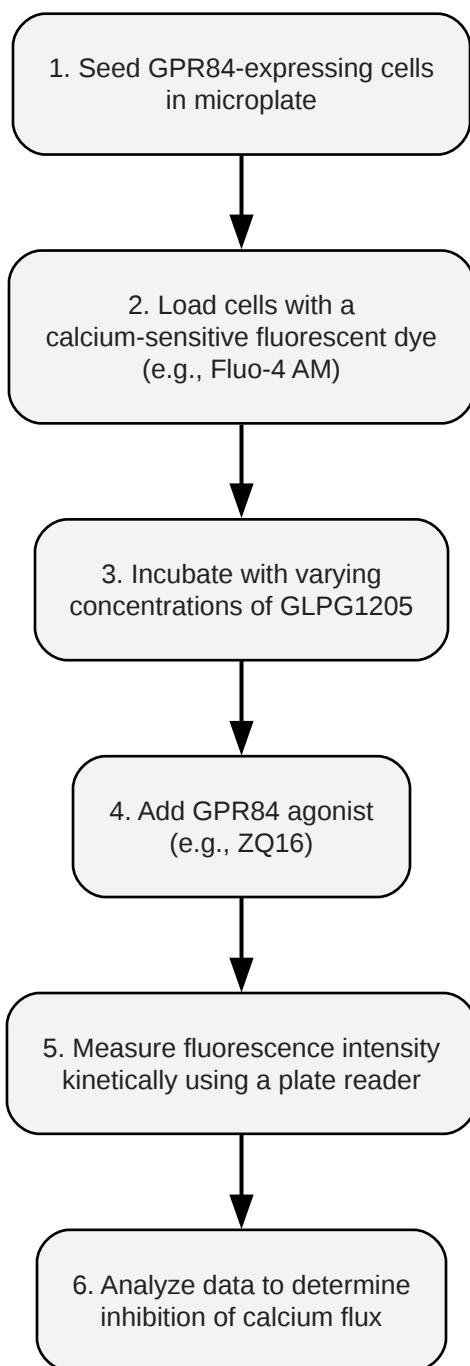 1. Seed GPR84-expressing cells
in microplate
2. Load cells with a
calcium-sensitive fluorescent dye
(e.g., Fluo-4 AM)
3. Incubate with varying
concentrations of GLPG1205
4. Add GPR84 agonist
(e.g., ZQ16)
5. Measure fluorescence intensity
kinetically using a plate reader
6. Analyze data to determine
inhibition of calcium flux